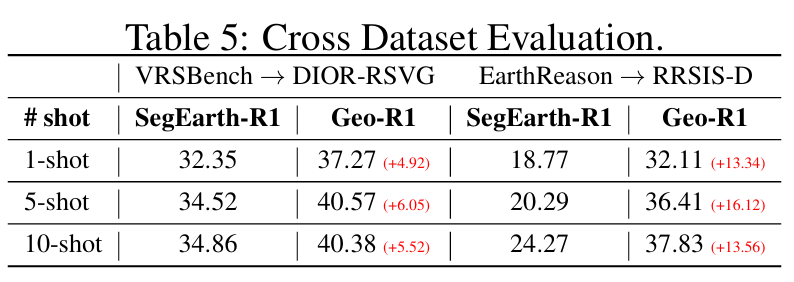 Table 5: Cross Dataset Evaluation.
VRSBench → DIOR-RSVG EarthReason → RRSIS-D
# shot SegEarth-R1 Geo-R1 SegEarth-R1 Geo-R1
1-shot 32.35 37.27 (+4.92) 18.77 32.11 (+13.34)
5-shot 34.52 40.57 (+6.05) 20.29 36.41 (+16.12)
10-shot 34.86 40.38 (+5.52) 24.27 37.83 (+13.56)